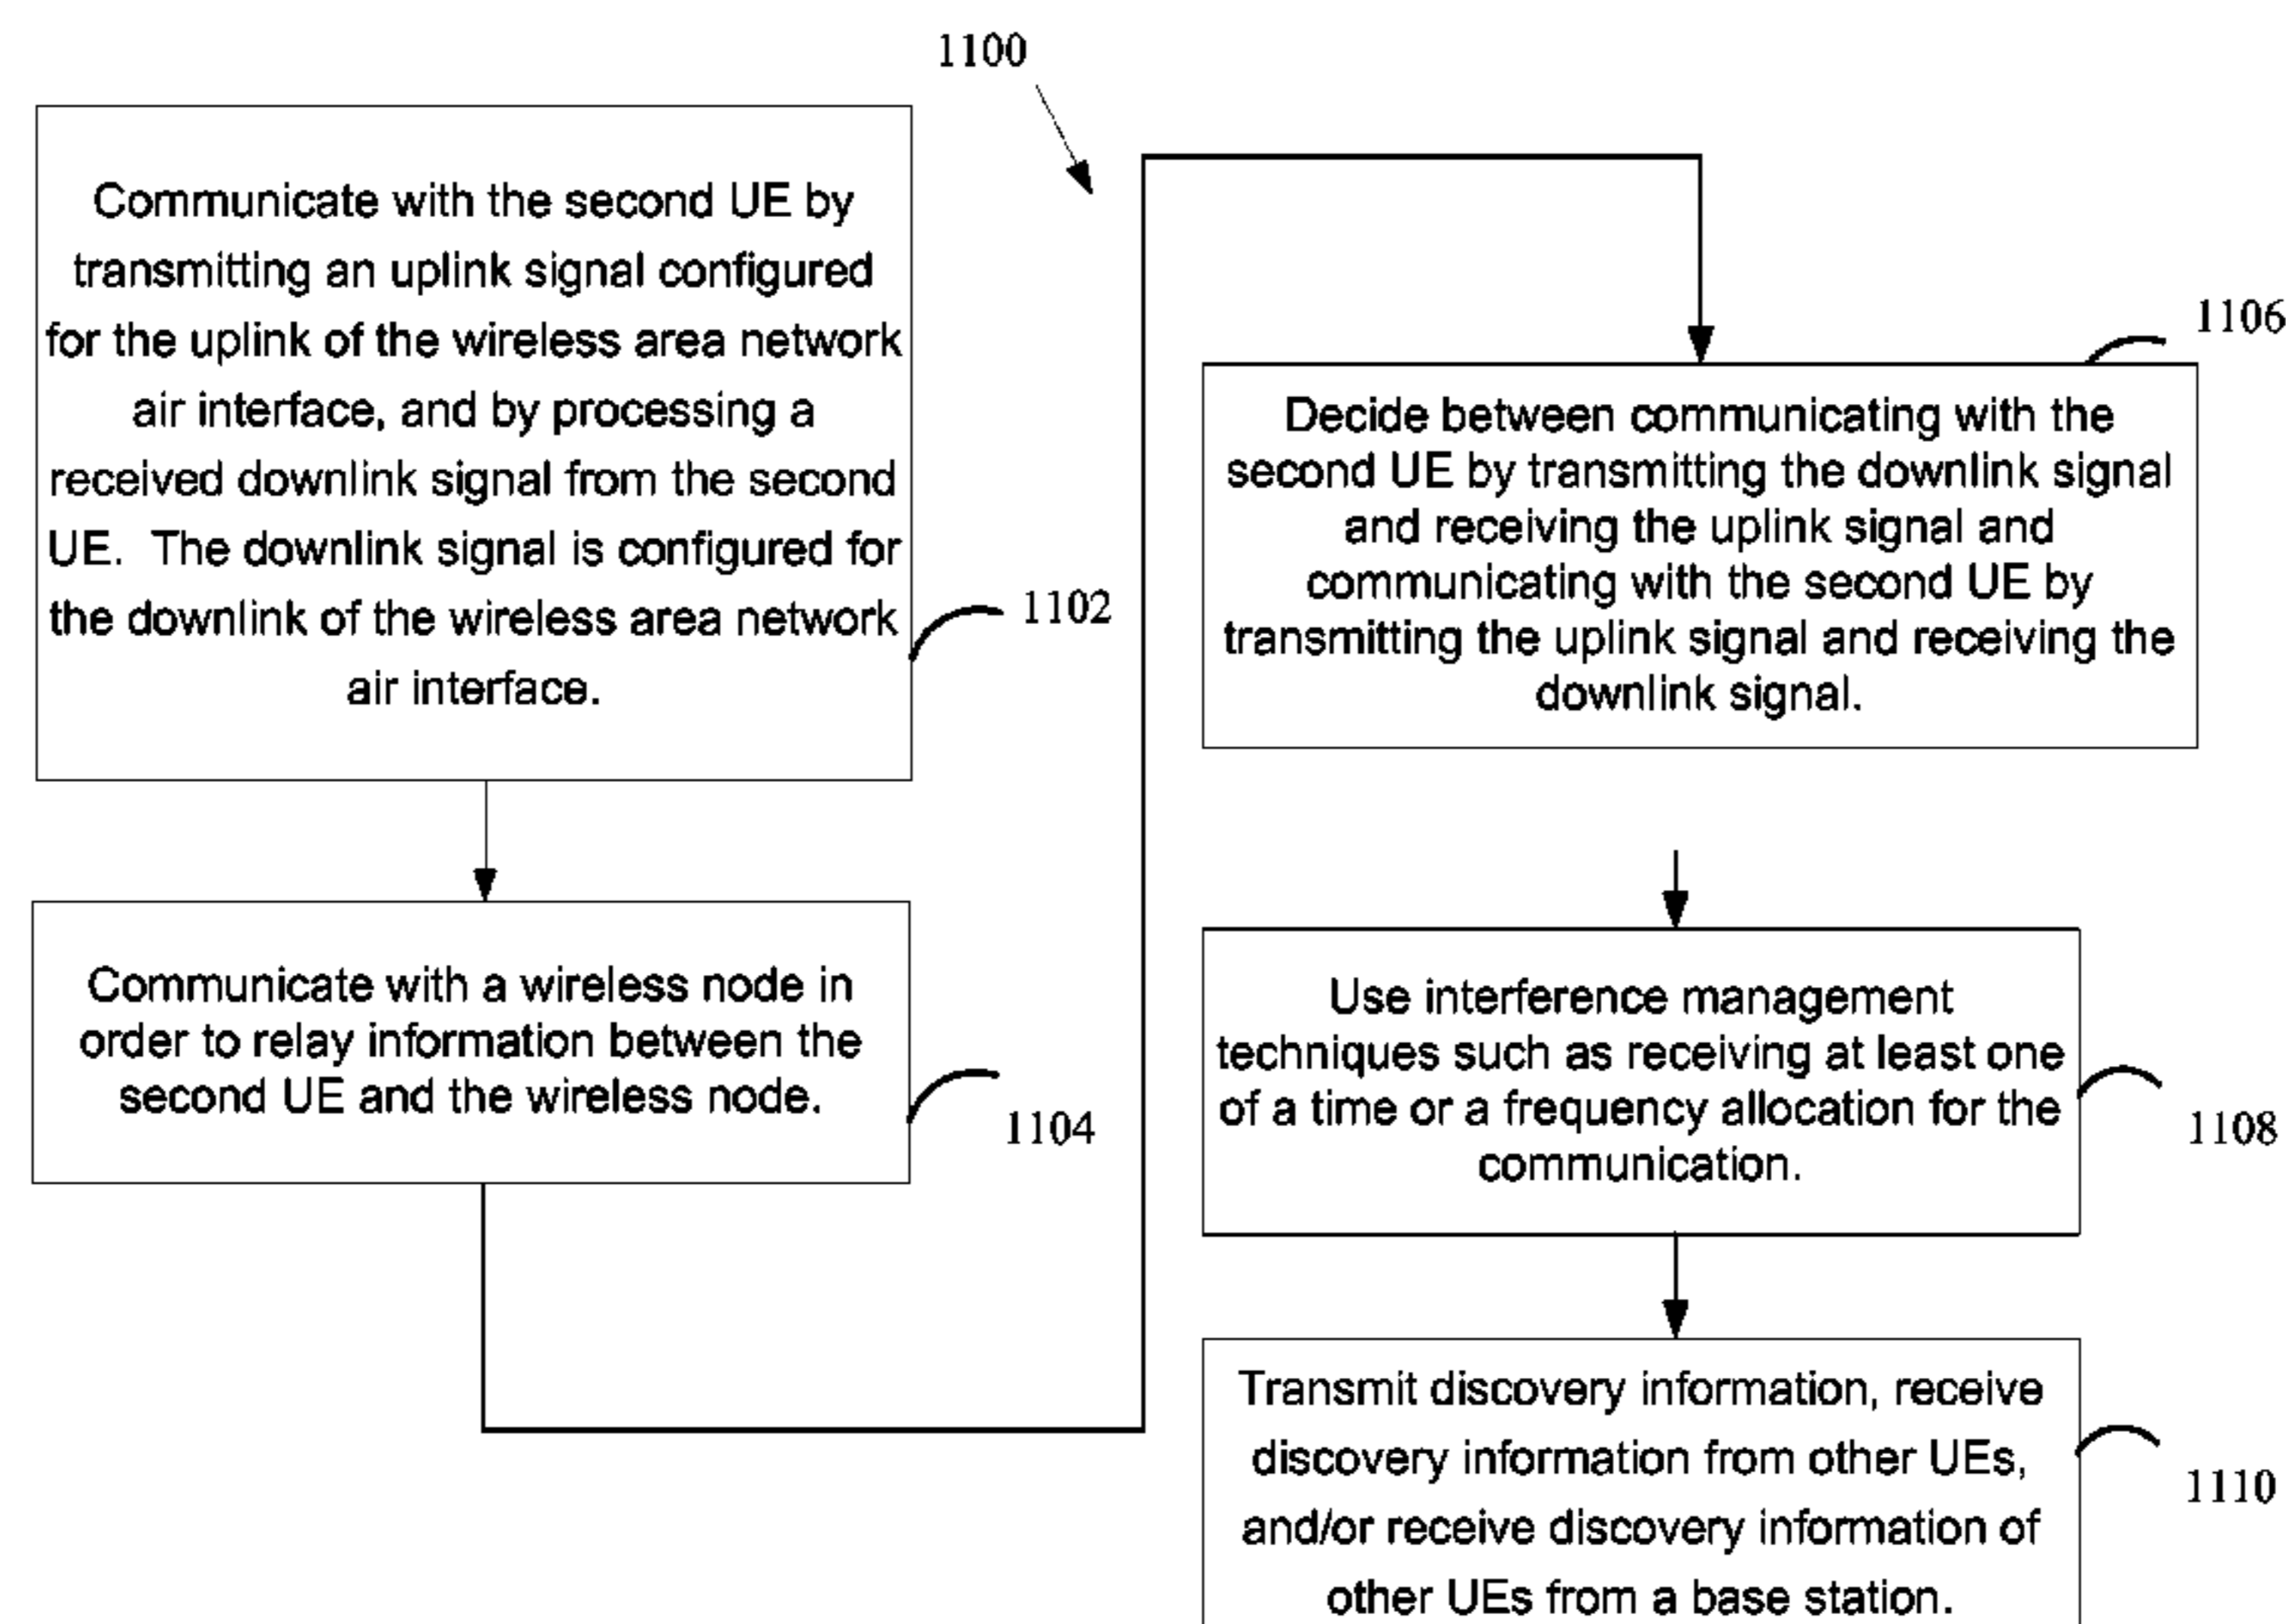 1100
Communicate with the second UE by
transmitting an uplink signal configured
for the uplink of the wireless area network
air interface, and by processing a
received downlink signal from the second
UE.  The downlink signal is configured for
the downlink of the wireless area network
air interface.
1102
Communicate with a wireless node in
order to relay information between the
second UE and the wireless node.
1104
Decide between communicating with the
second UE by transmitting the downlink signal
and receiving the uplink signal and
communicating with the second UE by
transmitting the uplink signal and receiving the
downlink signal.
1106
Use interference management
techniques such as receiving at least one
of a time or a frequency allocation for the
communication.
1108
Transmit discovery information, receive
discovery information from other UEs,
and/or receive discovery information of
other UEs from a base station.
1110